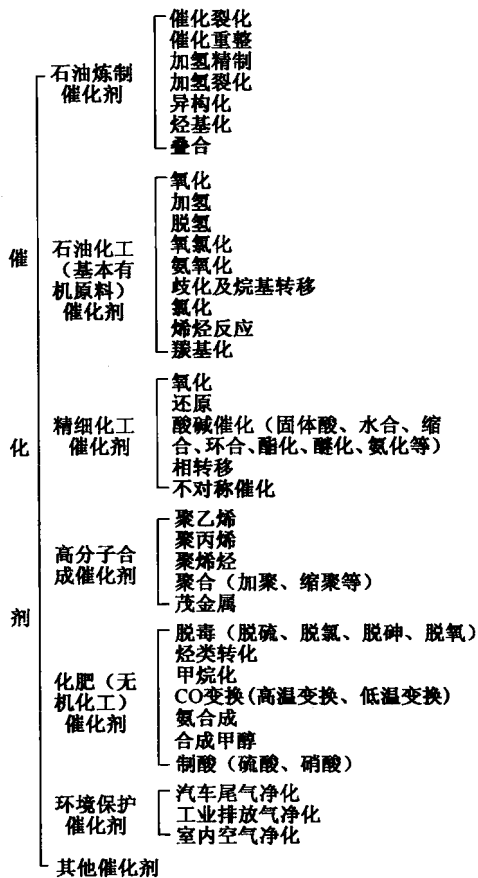 催化剂
石油炼制
催化剂
催化裂化
催化重整
加氢精制
加氢裂化
异构化
烃基化
叠合
石油化工
（基本有
机原料）
催化剂
氧化
加氢
脱氢
氧氯化
氨氧化
歧化及烷基转移
氯化
烯烃反应
羰基化
精细化工
催化剂
氧化
还原
酸碱催化（固体酸、水合、缩
合、环合、酯化、醚化、氨化等）
相转移
不对称催化
高分子合
成催化剂
聚乙烯
聚丙烯
聚烯烃
聚合（加聚、缩聚等）
茂金属
化肥（无
机化工）
催化剂
脱毒（脱硫、脱氯、脱砷、脱氧）
烃类转化
甲烷化
CO变换(高温变换、低温变换)
氨合成
合成甲醇
制酸（硫酸、硝酸）
环境保护
催化剂
汽车尾气净化
工业排放气净化
室内空气净化
其他催化剂